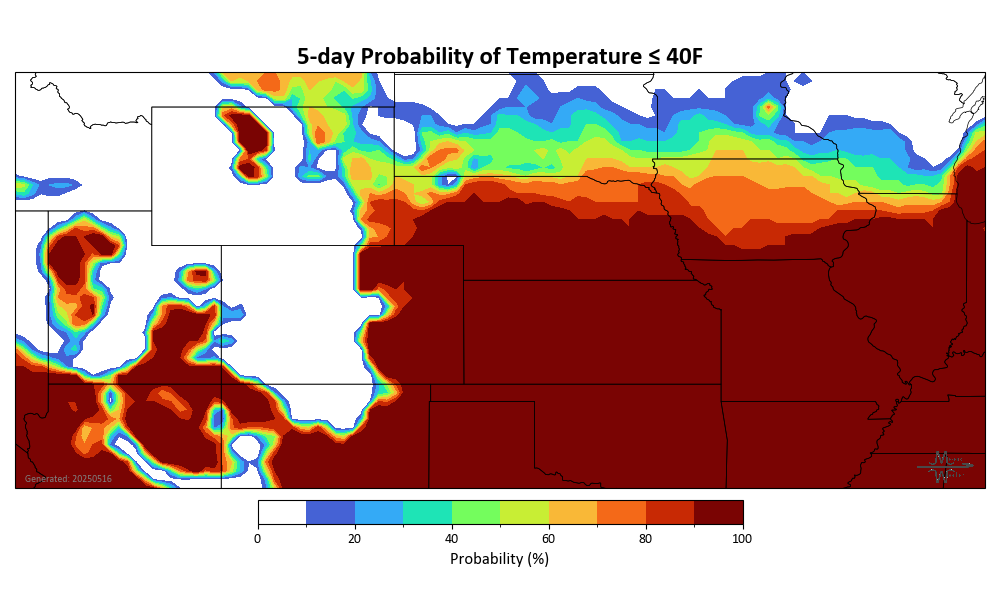 5-day Probability of Temperature ≤ 40F
Generated: 20250516
0 20 40 60 80 100
Probability (%)